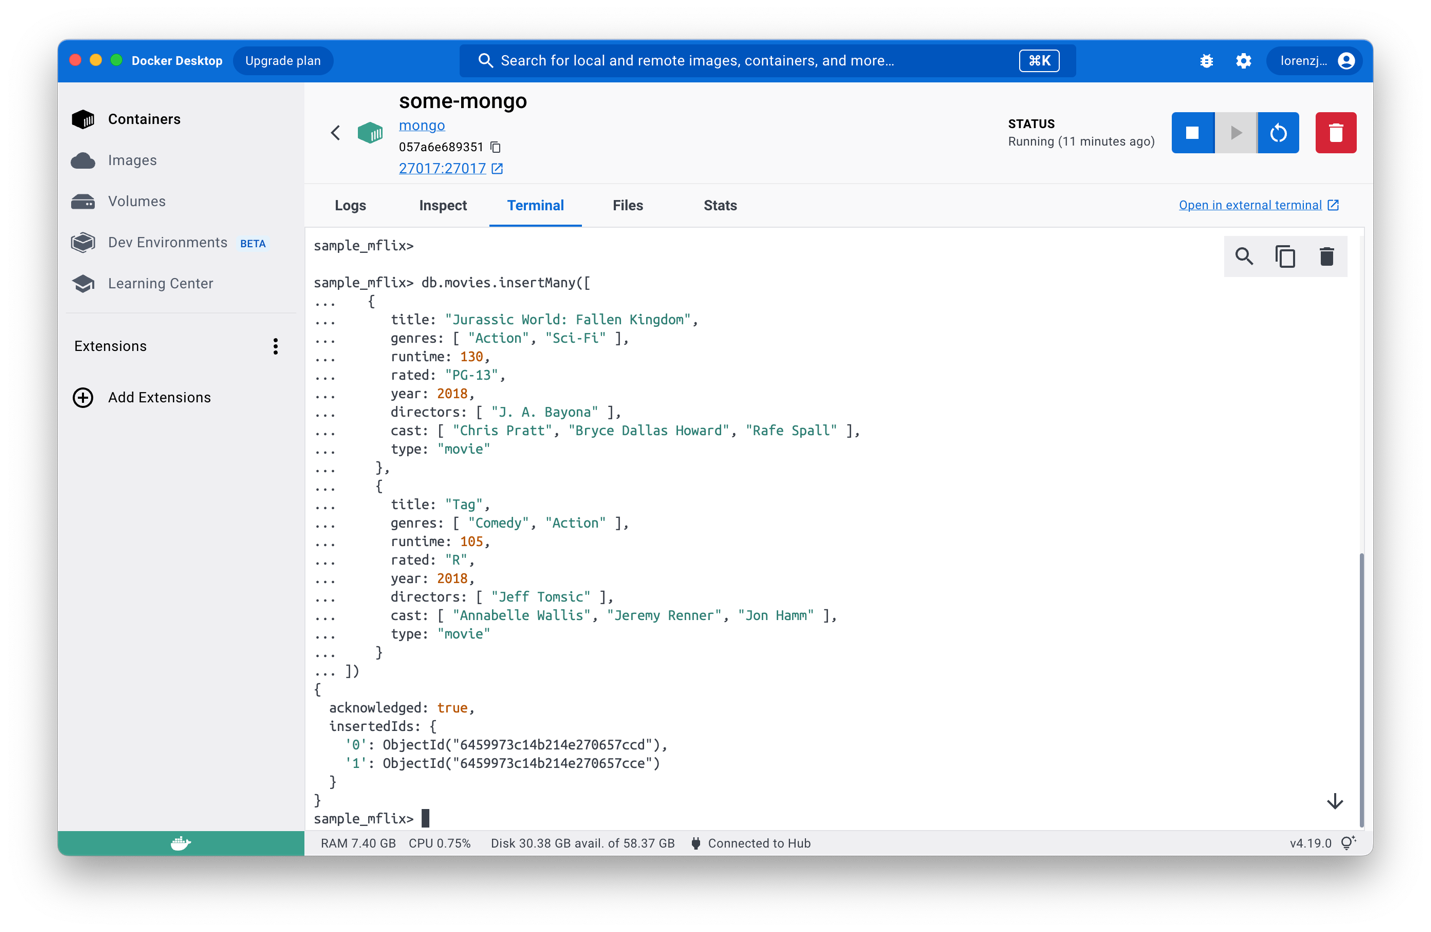 Docker Desktop
Upgrade plan
Search for local and remote images, containers, and more...
⌘K
lorenzj...
Containers
Images
Volumes
Dev Environments BETA
Learning Center
Extensions
Add Extensions
some-mongo
mongo
057a6e689351
27017:27017
STATUS
Running (11 minutes ago)
Logs Inspect Terminal Files Stats
Open in external terminal
sample_mflix>
sample_mflix> db.movies.insertMany([
...    {
...       title: "Jurassic World: Fallen Kingdom",
...       genres: [ "Action", "Sci-Fi" ],
...       runtime: 130,
...       rated: "PG-13",
...       year: 2018,
...       directors: [ "J. A. Bayona" ],
...       cast: [ "Chris Pratt", "Bryce Dallas Howard", "Rafe Spall" ],
...       type: "movie"
...     },
...     {
...       title: "Tag",
...       genres: [ "Comedy", "Action" ],
...       runtime: 105,
...       rated: "R",
...       year: 2018,
...       directors: [ "Jeff Tomsic" ],
...       cast: [ "Annabelle Wallis", "Jeremy Renner", "Jon Hamm" ],
...       type: "movie"
...     }
... ])
{
  acknowledged: true,
  insertedIds: {
    '0': ObjectId("6459973c14b214e270657ccd"),
    '1': ObjectId("6459973c14b214e270657cce")
  }
}
sample_mflix>
RAM 7.40 GB CPU 0.75% Disk 30.38 GB avail. of 58.37 GB Connected to Hub
v4.19.0